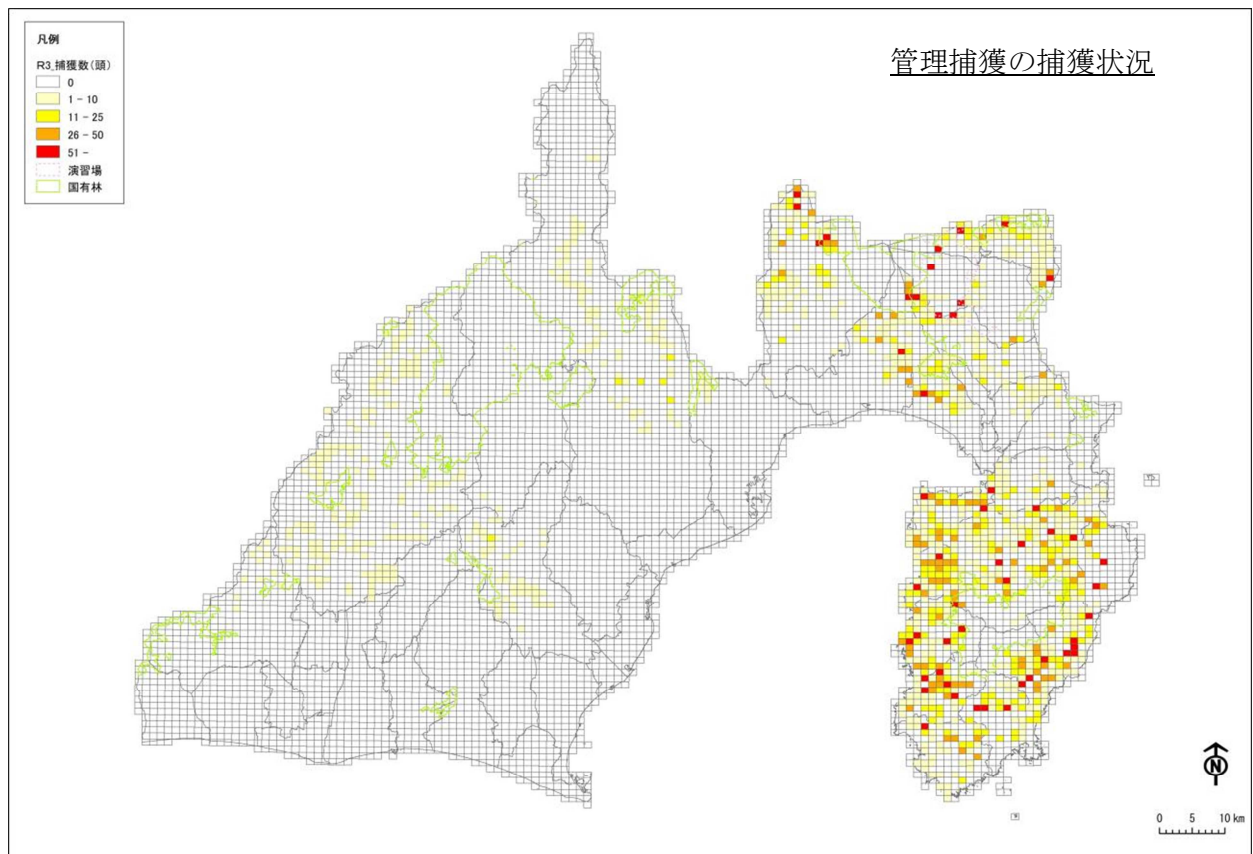 凡例
R3_捕獲数(頭)
0
1 - 10
11 - 25
26 - 50
51 -
演習場
国有林
管理捕獲の捕獲状況
N
0 5 10 km